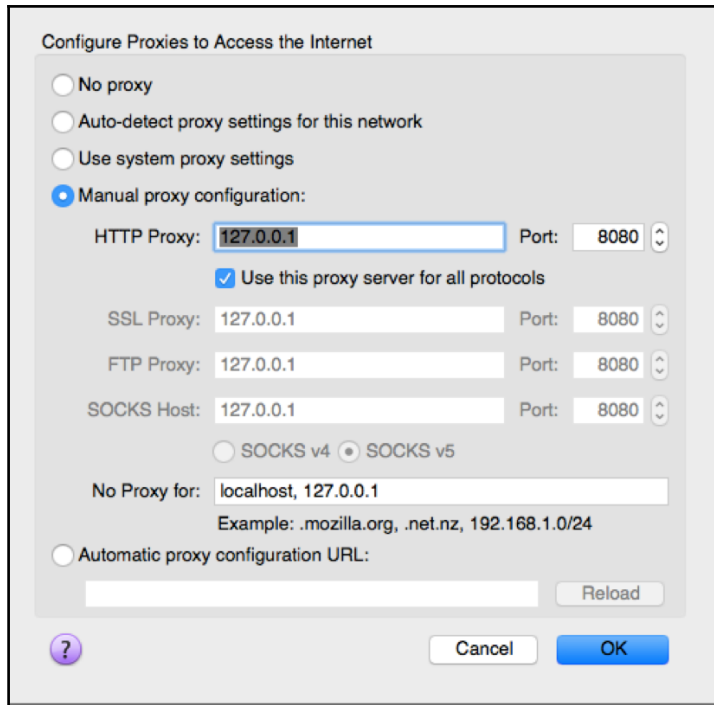 Configure Proxies to Access the Internet
No proxy
Auto-detect proxy settings for this network
Use system proxy settings
Manual proxy configuration:
HTTP Proxy: 127.0.0.1 Port: 8080
Use this proxy server for all protocols
SSL Proxy: 127.0.0.1 Port: 8080
FTP Proxy: 127.0.0.1 Port: 8080
SOCKS Host: 127.0.0.1 Port: 8080
SOCKS v4 SOCKS v5
No Proxy for: localhost, 127.0.0.1
Example: .mozilla.org, .net.nz, 192.168.1.0/24
Automatic proxy configuration URL:
Reload
? Cancel OK